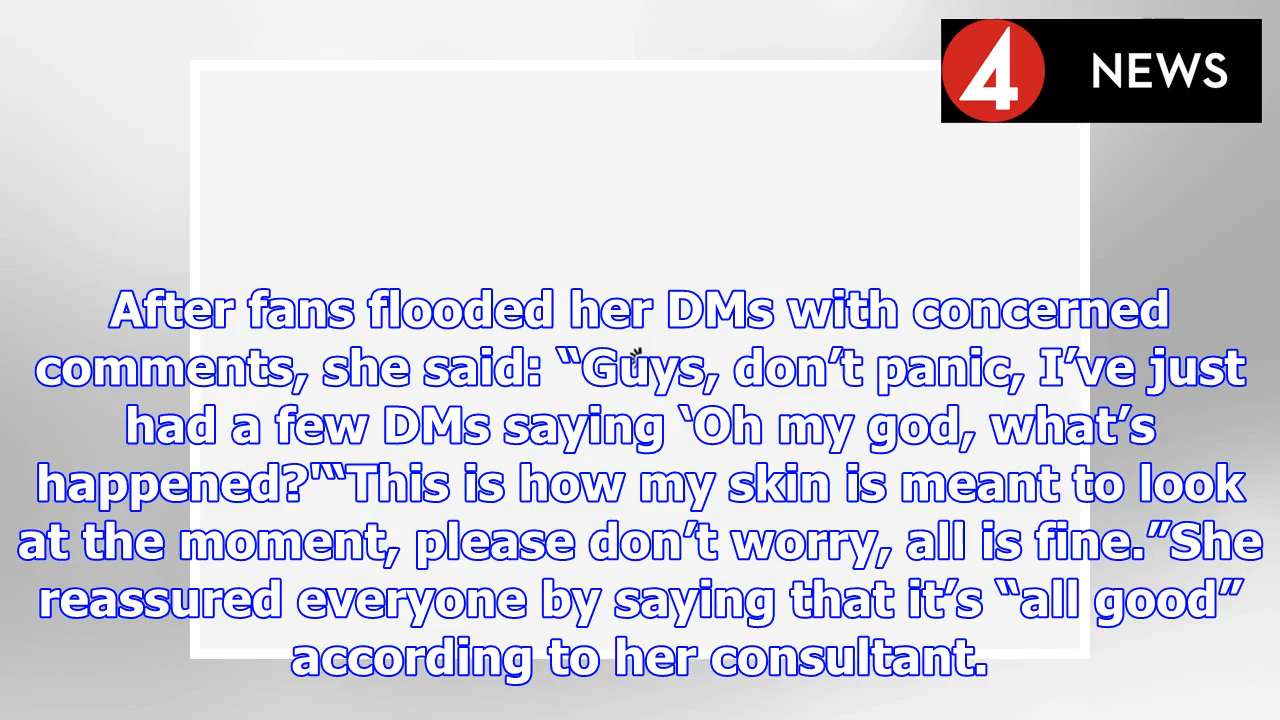 4 NEWS
After fans flooded her DMs with concerned
comments, she said: “Guys, don’t panic, I’ve just
had a few DMs saying ‘Oh my god, what’s
happened?'“‘This is how my skin is meant to look
at the moment, please don’t worry, all is fine.”She
reassured everyone by saying that it’s “all good”
according to her consultant.